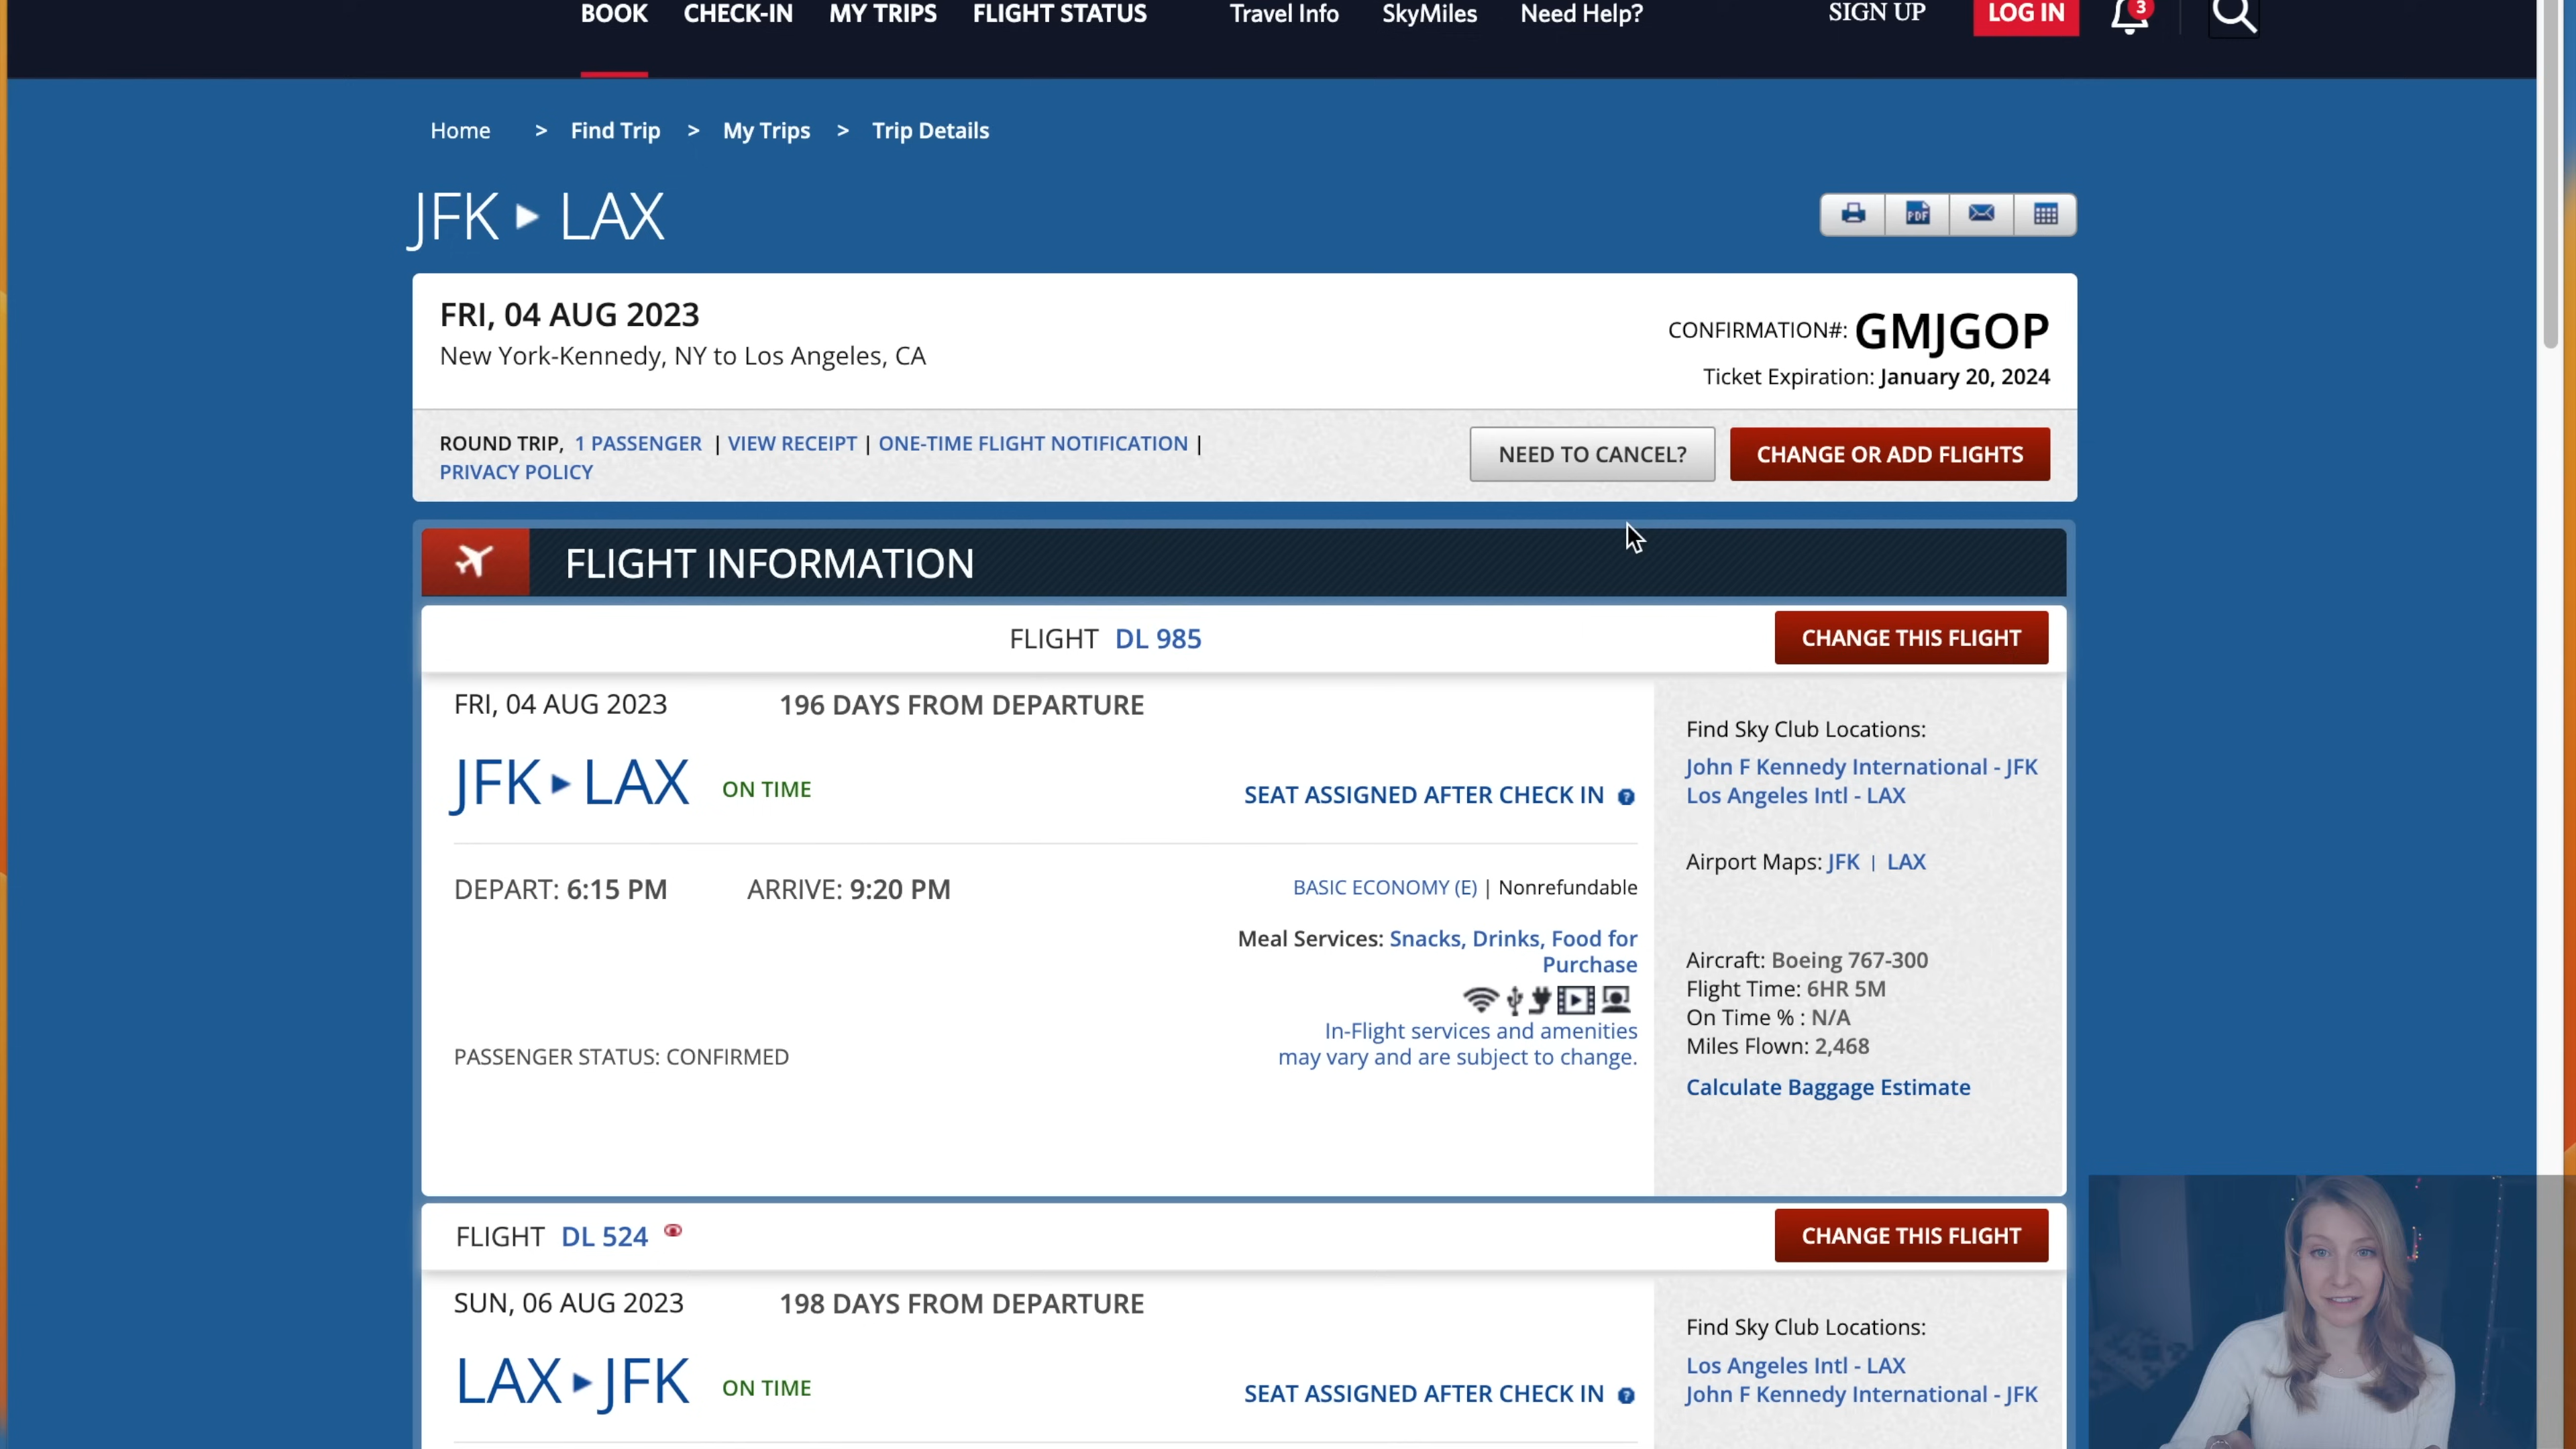 BOOK CHECK-IN MY TRIPS FLIGHT STATUS Travel Info SkyMiles Need Help? SIGN UP LOG IN 3
Home > Find Trip > My Trips > Trip Details
JFK ▸ LAX
PDF
FRI, 04 AUG 2023
New York-Kennedy, NY to Los Angeles, CA
CONFIRMATION#: GMJGOP
Ticket Expiration: January 20, 2024
ROUND TRIP, 1 PASSENGER | VIEW RECEIPT | ONE-TIME FLIGHT NOTIFICATION |
PRIVACY POLICY
NEED TO CANCEL? CHANGE OR ADD FLIGHTS
FLIGHT INFORMATION
FLIGHT DL 985 CHANGE THIS FLIGHT
FRI, 04 AUG 2023 196 DAYS FROM DEPARTURE
JFK ▸ LAX ON TIME
SEAT ASSIGNED AFTER CHECK IN ?
DEPART: 6:15 PM ARRIVE: 9:20 PM
BASIC ECONOMY (E) | Nonrefundable
Meal Services: Snacks, Drinks, Food for
Purchase
In-Flight services and amenities
may vary and are subject to change.
PASSENGER STATUS: CONFIRMED
Find Sky Club Locations:
John F Kennedy International - JFK
Los Angeles Intl - LAX
Airport Maps: JFK | LAX
Aircraft: Boeing 767-300
Flight Time: 6HR 5M
On Time % : N/A
Miles Flown: 2,468
Calculate Baggage Estimate
FLIGHT DL 524 CHANGE THIS FLIGHT
SUN, 06 AUG 2023 198 DAYS FROM DEPARTURE
LAX ▸ JFK ON TIME
SEAT ASSIGNED AFTER CHECK IN ?
Find Sky Club Locations:
Los Angeles Intl - LAX
John F Kennedy International - JFK